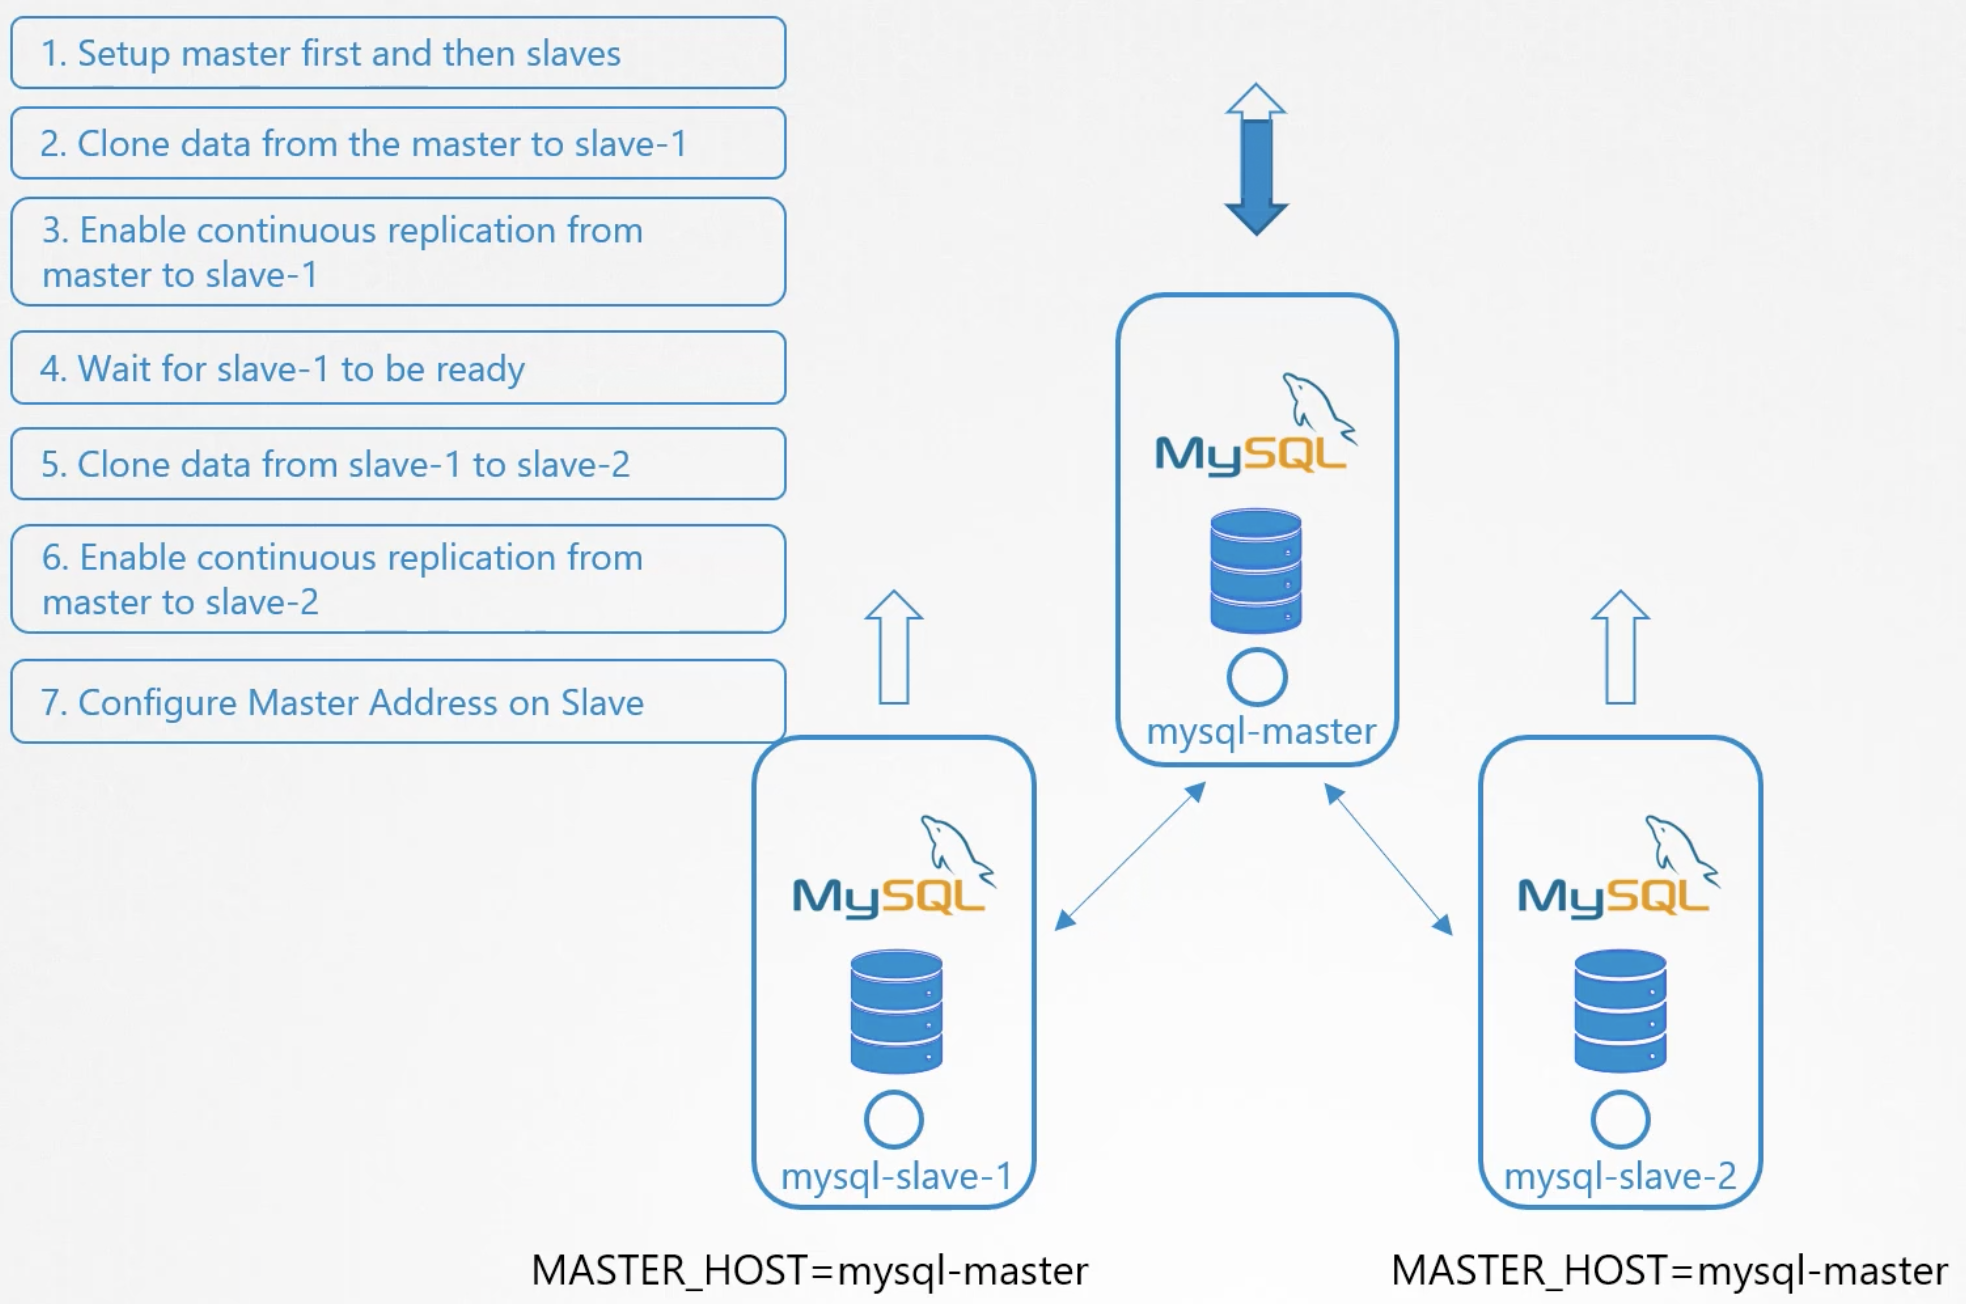 1. Setup master first and then slaves
2. Clone data from the master to slave-1
3. Enable continuous replication from
master to slave-1
4. Wait for slave-1 to be ready
5. Clone data from slave-1 to slave-2
6. Enable continuous replication from
master to slave-2
7. Configure Master Address on Slave
MySQL
mysql-master
MySQL
mysql-slave-1
MASTER_HOST=mysql-master
MySQL
mysql-slave-2
MASTER_HOST=mysql-master